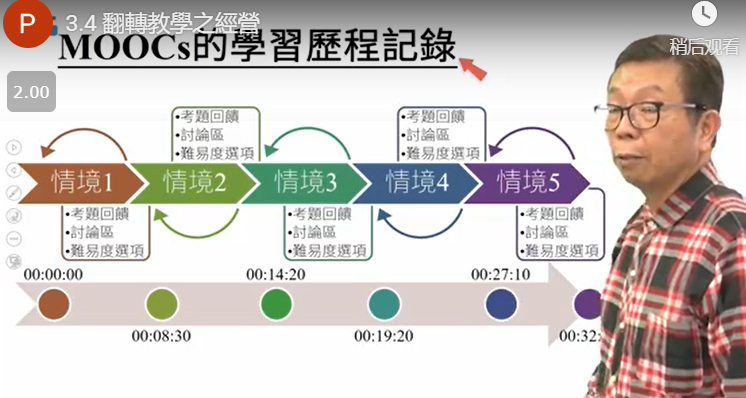 P
3.4 翻轉教學之經營
稍后观看
MOOCs的學習歷程記錄
2.00
•考題回饋
•討論區
•難易度選項
•考題回饋
•討論區
•難易度選項
情境1
情境2
情境3
情境4
情境5
•考題回饋
•討論區
•難易度選項
•考題回饋
•討論區
•難易度選項
•考題回饋
•討論區
•難易度選項
00:00:00
00:14:20
00:27:10
00:08:30
00:19:20
00:32: